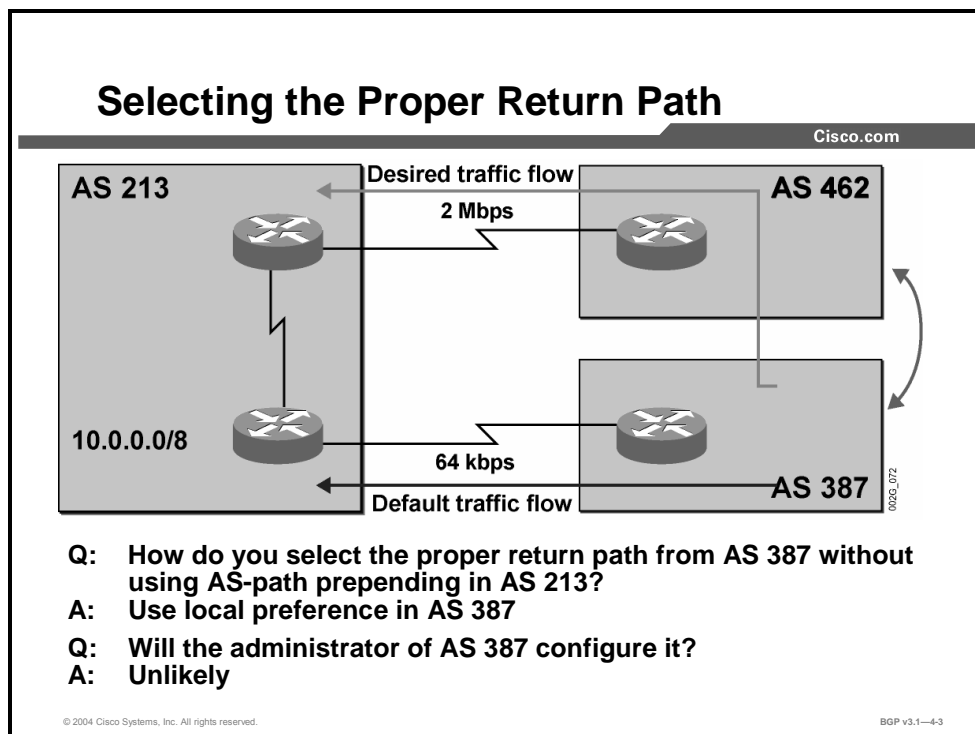 Selecting the Proper Return Path
Cisco.com
AS 213
Desired traffic flow
AS 462
2 Mbps
10.0.0.0/8
64 kbps
AS 387
Default traffic flow
002G_072
Q: How do you select the proper return path from AS 387 without
using AS-path prepending in AS 213?
A: Use local preference in AS 387
Q: Will the administrator of AS 387 configure it?
A: Unlikely
© 2004 Cisco Systems, Inc. All rights reserved.
BGP v3.1—4-3